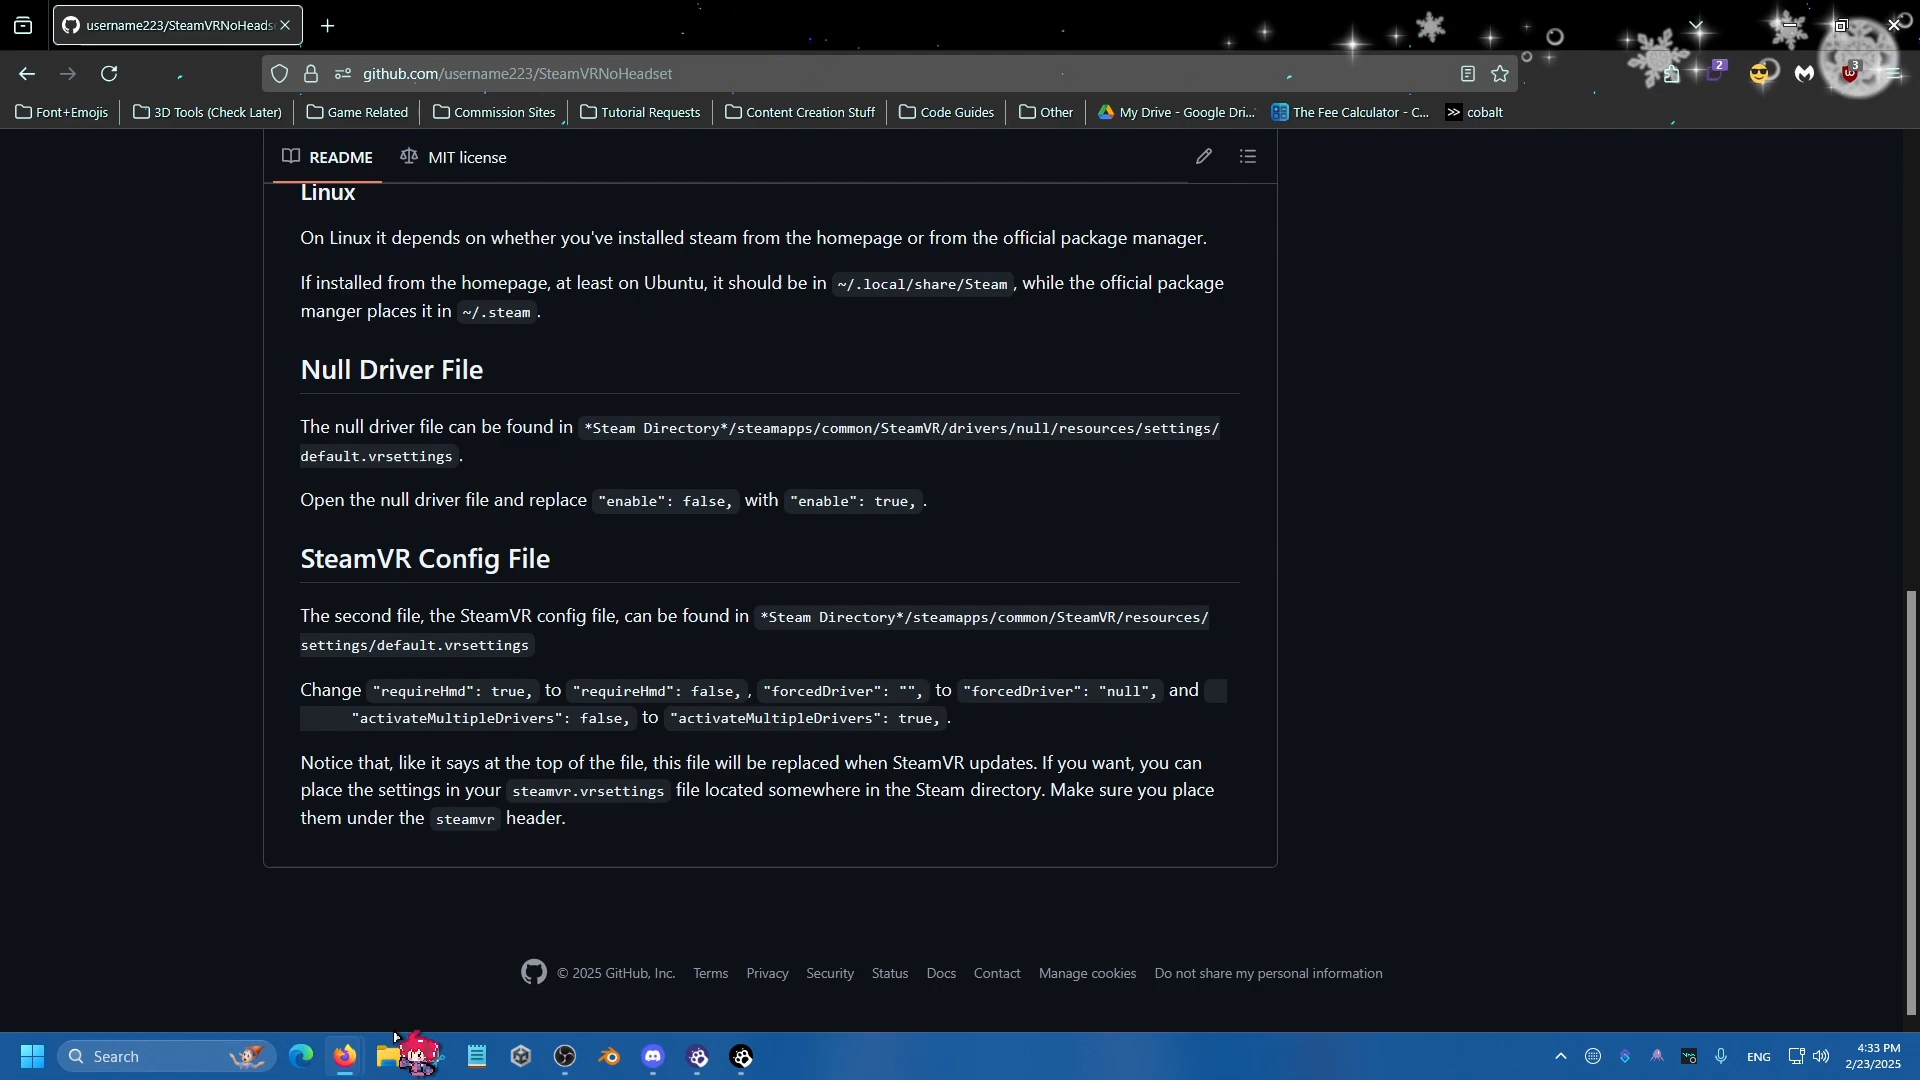 username223/SteamVRNoHeads
github.com/username223/SteamVRNoHeadset
2
3
Font+Emojis
3D Tools (Check Later)
Game Related
Commission Sites
Tutorial Requests
Content Creation Stuff
Code Guides
Other
My Drive - Google Dri...
The Fee Calculator - C...
cobalt
README
MIT license
Linux
On Linux it depends on whether you've installed steam from the homepage or from the official package manager.
If installed from the homepage, at least on Ubuntu, it should be in ~/.local/share/Steam, while the official package
manger places it in ~/.steam.
Null Driver File
The null driver file can be found in *Steam Directory*/steamapps/common/SteamVR/drivers/null/resources/settings/
default.vrsettings.
Open the null driver file and replace "enable": false, with "enable": true,.
SteamVR Config File
The second file, the SteamVR config file, can be found in *Steam Directory*/steamapps/common/SteamVR/resources/
settings/default.vrsettings
Change "requireHmd": true, to "requireHmd": false,, "forcedDriver": "", to "forcedDriver": "null", and
"activateMultipleDrivers": false, to "activateMultipleDrivers": true,.
Notice that, like it says at the top of the file, this file will be replaced when SteamVR updates. If you want, you can
place the settings in your steamvr.vrsettings file located somewhere in the Steam directory. Make sure you place
them under the steamvr header.
© 2025 GitHub, Inc.
Terms
Privacy
Security
Status
Docs
Contact
Manage cookies
Do not share my personal information
Search
ENG
4:33 PM
2/23/2025